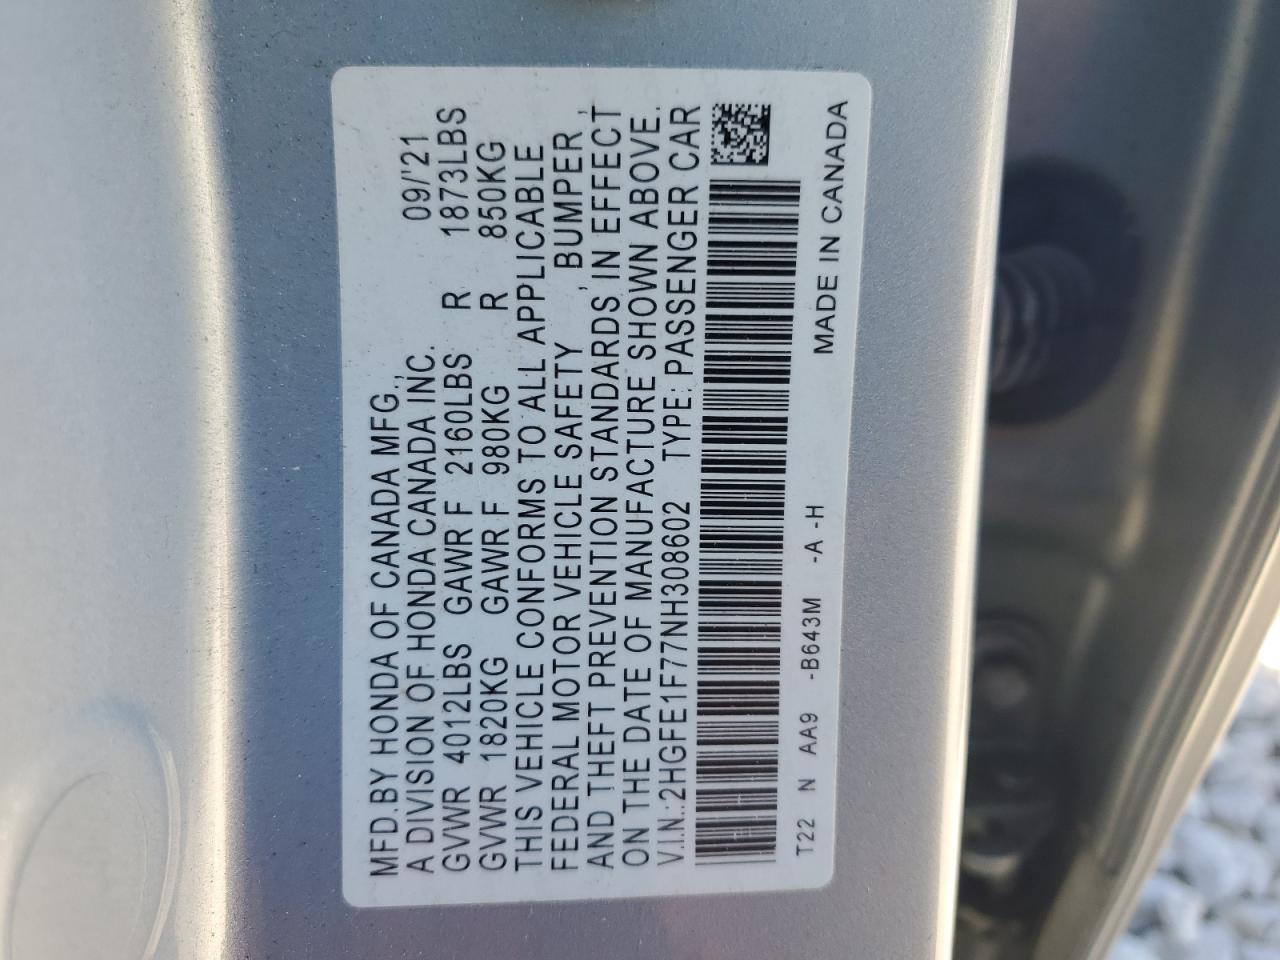 MFD.BY HONDA OF CANADA MFG.,
A DIVISION OF HONDA CANADA INC. 09/'21
GVWR 4012LBS GAWR F 2160LBS R 1873LBS
GVWR 1820KG GAWR F 980KG R 850KG
THIS VEHICLE CONFORMS TO ALL APPLICABLE
FEDERAL MOTOR VEHICLE SAFETY , BUMPER ,
AND THEFT PREVENTION STANDARDS IN EFFECT
ON THE DATE OF MANUFACTURE SHOWN ABOVE.
V.I.N.:2HGFE1F77NH308602 TYPE: PASSENGER CAR
T22 N AA9 -B643M -A -H MADE IN CANADA